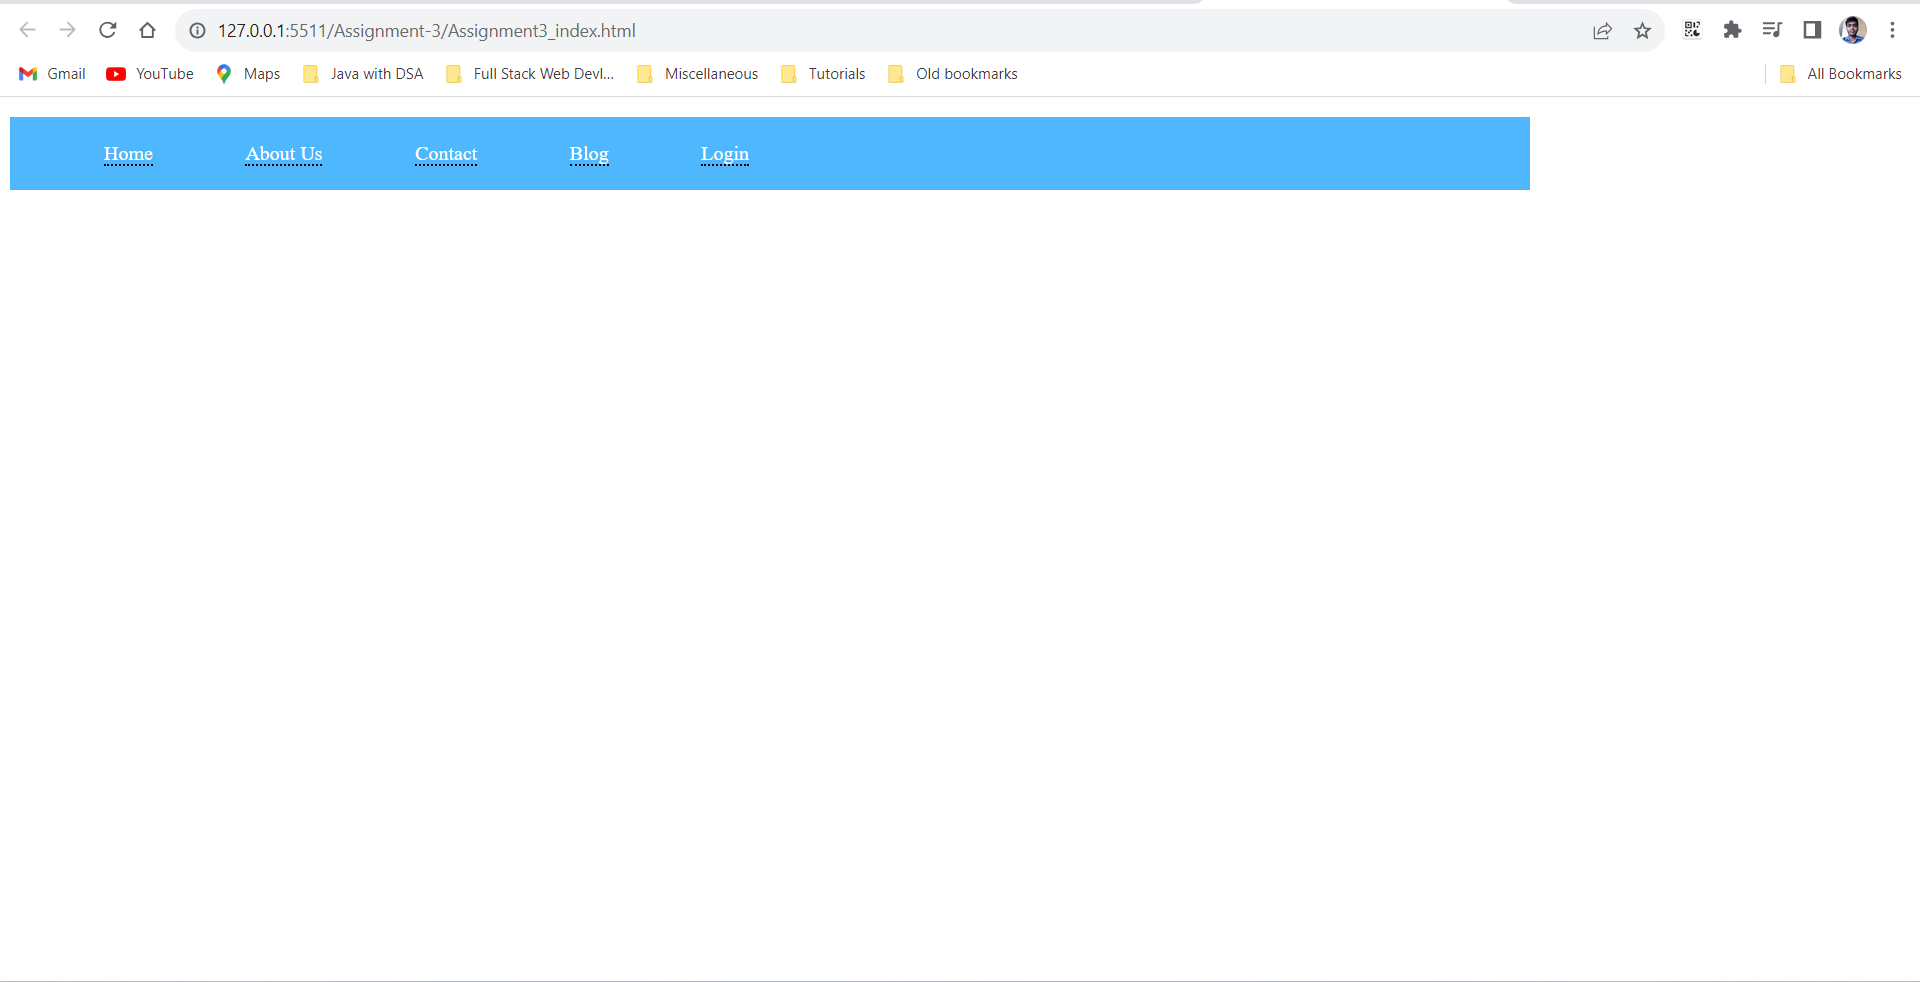 127.0.0.1:5511/Assignment-3/Assignment3_index.html
Gmail YouTube Maps Java with DSA Full Stack Web Devl... Miscellaneous Tutorials Old bookmarks All Bookmarks
Home About Us Contact Blog Login